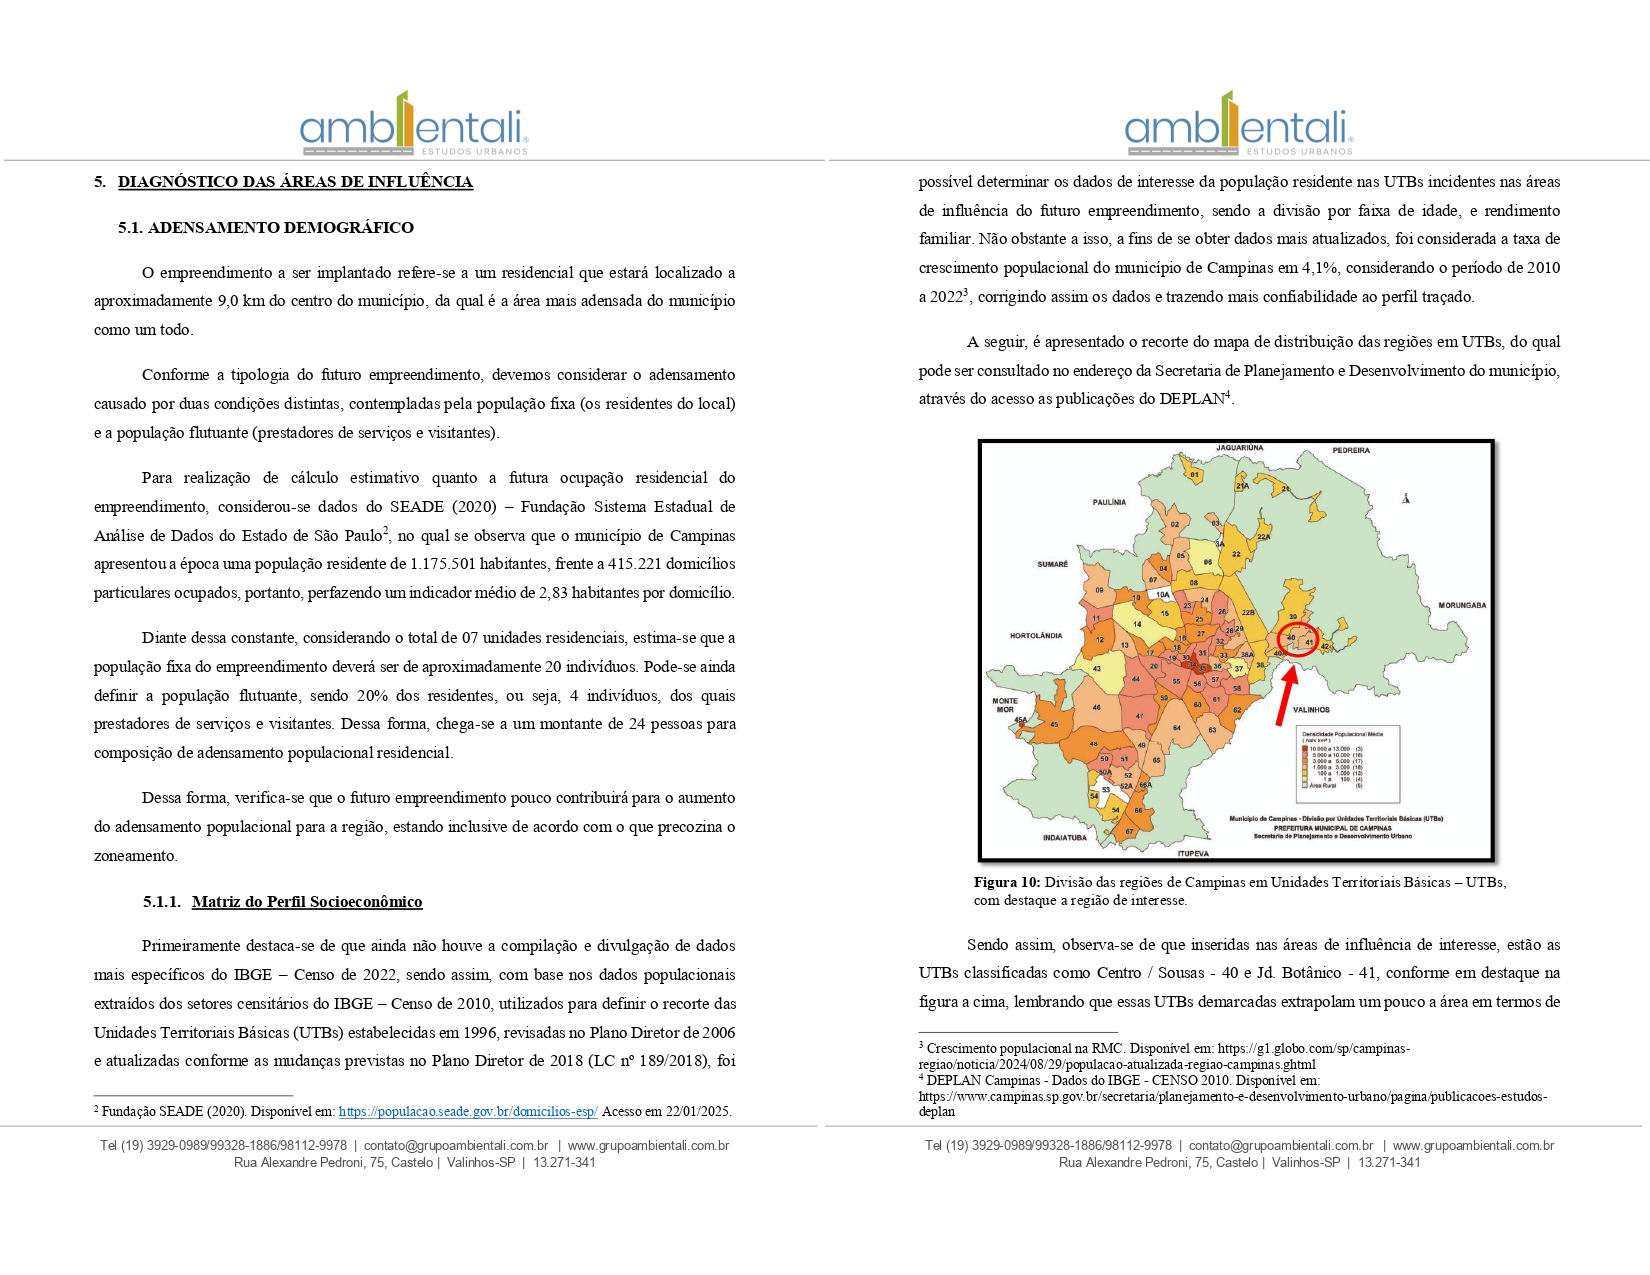 ambientali.
ESTUDOS URBANOS
5. DIAGNÓSTICO DAS ÁREAS DE INFLUÊNCIA
5.1. ADENSAMENTO DEMOGRÁFICO
O empreendimento a ser implantado refere-se a um residencial que estará localizado a
aproximadamente 9,0 km do centro do município, da qual é a área mais adensada do município
como um todo.
Conforme a tipologia do futuro empreendimento, devemos considerar o adensamento
causado por duas condições distintas, contempladas pela população fixa (os residentes do local)
e a população flutuante (prestadores de serviços e visitantes).
Para realização de cálculo estimativo quanto a futura ocupação residencial do
empreendimento, considerou-se dados do SEADE (2020) – Fundação Sistema Estadual de
Análise de Dados do Estado de São Paulo², no qual se observa que o município de Campinas
apresentou a época uma população residente de 1.175.501 habitantes, frente a 415.221 domicílios
particulares ocupados, portanto, perfazendo um indicador médio de 2,83 habitantes por domicílio.
Diante dessa constante, considerando o total de 07 unidades residenciais, estima-se que a
população fixa do empreendimento deverá ser de aproximadamente 20 indivíduos. Pode-se ainda
definir a população flutuante, sendo 20% dos residentes, ou seja, 4 indivíduos, dos quais
prestadores de serviços e visitantes. Dessa forma, chega-se a um montante de 24 pessoas para
composição de adensamento populacional residencial.
Dessa forma, verifica-se que o futuro empreendimento pouco contribuirá para o aumento
do adensamento populacional para a região, estando inclusive de acordo com o que precozina o
zoneamento.
5.1.1. Matriz do Perfil Socioeconômico
Primeiramente destaca-se de que ainda não houve a compilação e divulgação de dados
mais específicos do IBGE – Censo de 2022, sendo assim, com base nos dados populacionais
extraídos dos setores censitários do IBGE – Censo de 2010, utilizados para definir o recorte das
Unidades Territoriais Básicas (UTBs) estabelecidas em 1996, revisadas no Plano Diretor de 2006
e atualizadas conforme as mudanças previstas no Plano Diretor de 2018 (LC nº 189/2018), foi
² Fundação SEADE (2020). Disponível em: https://populacao.seade.gov.br/domicilios-esp/ Acesso em 22/01/2025.
Tel (19) 3929-0989/99328-1886/98112-9978 | contato@grupoambientali.com.br | www.grupoambientali.com.br
Rua Alexandre Pedroni, 75, Castelo | Valinhos-SP | 13.271-341
ambientali.
ESTUDOS URBANOS
possível determinar os dados de interesse da população residente nas UTBs incidentes nas áreas
de influência do futuro empreendimento, sendo a divisão por faixa de idade, e rendimento
familiar. Não obstante a isso, a fins de se obter dados mais atualizados, foi considerada a taxa de
crescimento populacional do município de Campinas em 4,1%, considerando o período de 2010
a 2022³, corrigindo assim os dados e trazendo mais confiabilidade ao perfil traçado.
A seguir, é apresentado o recorte do mapa de distribuição das regiões em UTBs, do qual
pode ser consultado no endereço da Secretaria de Planejamento e Desenvolvimento do município,
através do acesso as publicações do DEPLAN⁴.
JAGUARIÚNA
PEDREIRA
PAULÍNIA
SUMARÉ
MORUNGABA
HORTOLÂNDIA
MONTE
MOR
VALINHOS
INDAIATUBA
ITUPEVA
01
21A
21
02
03
3A
22A
05
06
22
04
07
08
09
10
10A
23
24
22B
39
11
14
15
25
26
12
13
27
28
29
40
41
42
43
20
31
32
33
38A
36
37
38
44
55
56
57
58
45A
45
46
47
59
60
61
62
64
63
48
49
50
51
65
50A
52
52A
66A
53
54
54
66
67
Densidade Populacional Média
( hab/ km² )
10.000 a 13.000 (3)
5.000 a 10.000 (18)
3.000 a 5.000 (17)
1.000 a 3.000 (18)
100 a 1.000 (13)
1 a 100 (4)
Área Rural (5)
Município de Campinas - Divisão por Unidades Territoriais Básicas (UTBs)
PREFEITURA MUNICIPAL DE CAMPINAS
Secretaria de Planejamento e Desenvolvimento Urbano
Figura 10: Divisão das regiões de Campinas em Unidades Territoriais Básicas – UTBs,
com destaque a região de interesse.
Sendo assim, observa-se de que inseridas nas áreas de influência de interesse, estão as
UTBs classificadas como Centro / Sousas - 40 e Jd. Botânico - 41, conforme em destaque na
figura a cima, lembrando que essas UTBs demarcadas extrapolam um pouco a área em termos de
³ Crescimento populacional na RMC. Disponível em: https://g1.globo.com/sp/campinas-
regiao/noticia/2024/08/29/populacao-atualizada-regiao-campinas.ghtml
⁴ DEPLAN Campinas - Dados do IBGE - CENSO 2010. Disponível em:
https://www.campinas.sp.gov.br/secretaria/planejamento-e-desenvolvimento-urbano/pagina/publicacoes-estudos-
deplan
Tel (19) 3929-0989/99328-1886/98112-9978 | contato@grupoambientali.com.br | www.grupoambientali.com.br
Rua Alexandre Pedroni, 75, Castelo | Valinhos-SP | 13.271-341